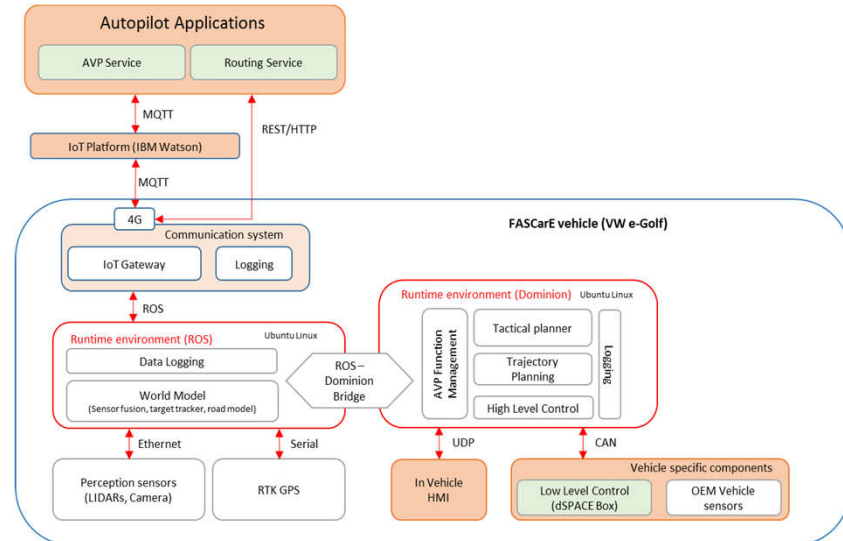 Autopilot Applications
AVP Service
Routing Service
MQTT
REST/HTTP
IoT Platform (IBM Watson)
MQTT
4G
FASCarE vehicle (VW e-Golf)
Communication system
IoT Gateway
Logging
ROS
Runtime environment (Dominion)
Ubuntu Linux
AVP Function
Management
Tactical planner
Trajectory
Planning
High Level Control
Logging
Runtime environment (ROS)
Ubuntu Linux
Data Logging
World Model
(Sensor fusion, target tracker, road model)
ROS –
Dominion
Bridge
Ethernet
Serial
UDP
CAN
Perception sensors
(LIDARs, Camera)
RTK GPS
In Vehicle
HMI
Vehicle specific components
Low Level Control
(dSPACE Box)
OEM Vehicle
sensors